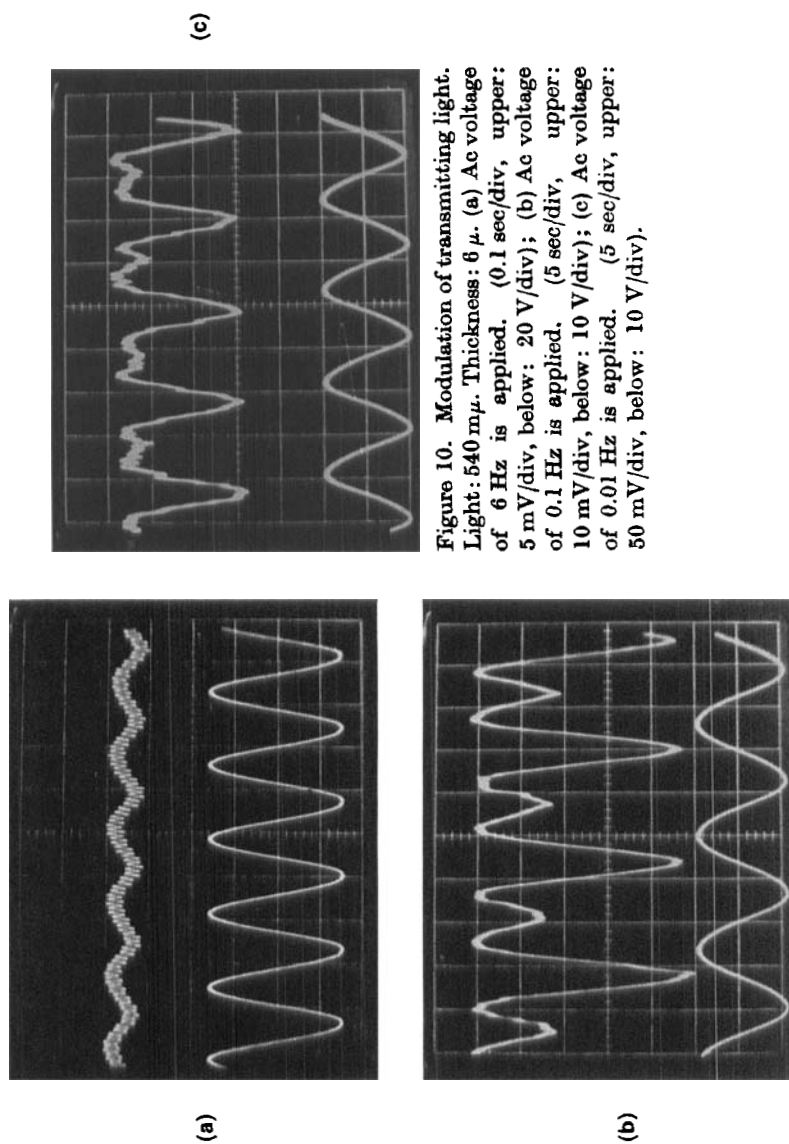 (a)
(b)
(c)
Figure 10. Modulation of transmitting light.
Light: 540 mμ. Thickness: 6 μ. (a) Ac voltage
of 6 Hz is applied. (0.1 sec/div, upper:
5 mV/div, below: 20 V/div); (b) Ac voltage
of 0.1 Hz is applied. (5 sec/div, upper:
10 mV/div, below: 10 V/div); (c) Ac voltage
of 0.01 Hz is applied. (5 sec/div, upper:
50 mV/div, below: 10 V/div).